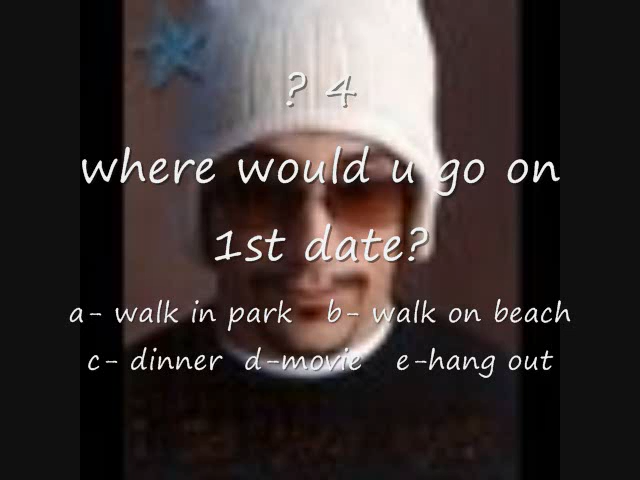 ? 4
where would u go on
1st date?
a- walk in park b- walk on beach
c- dinner d-movie e-hang out